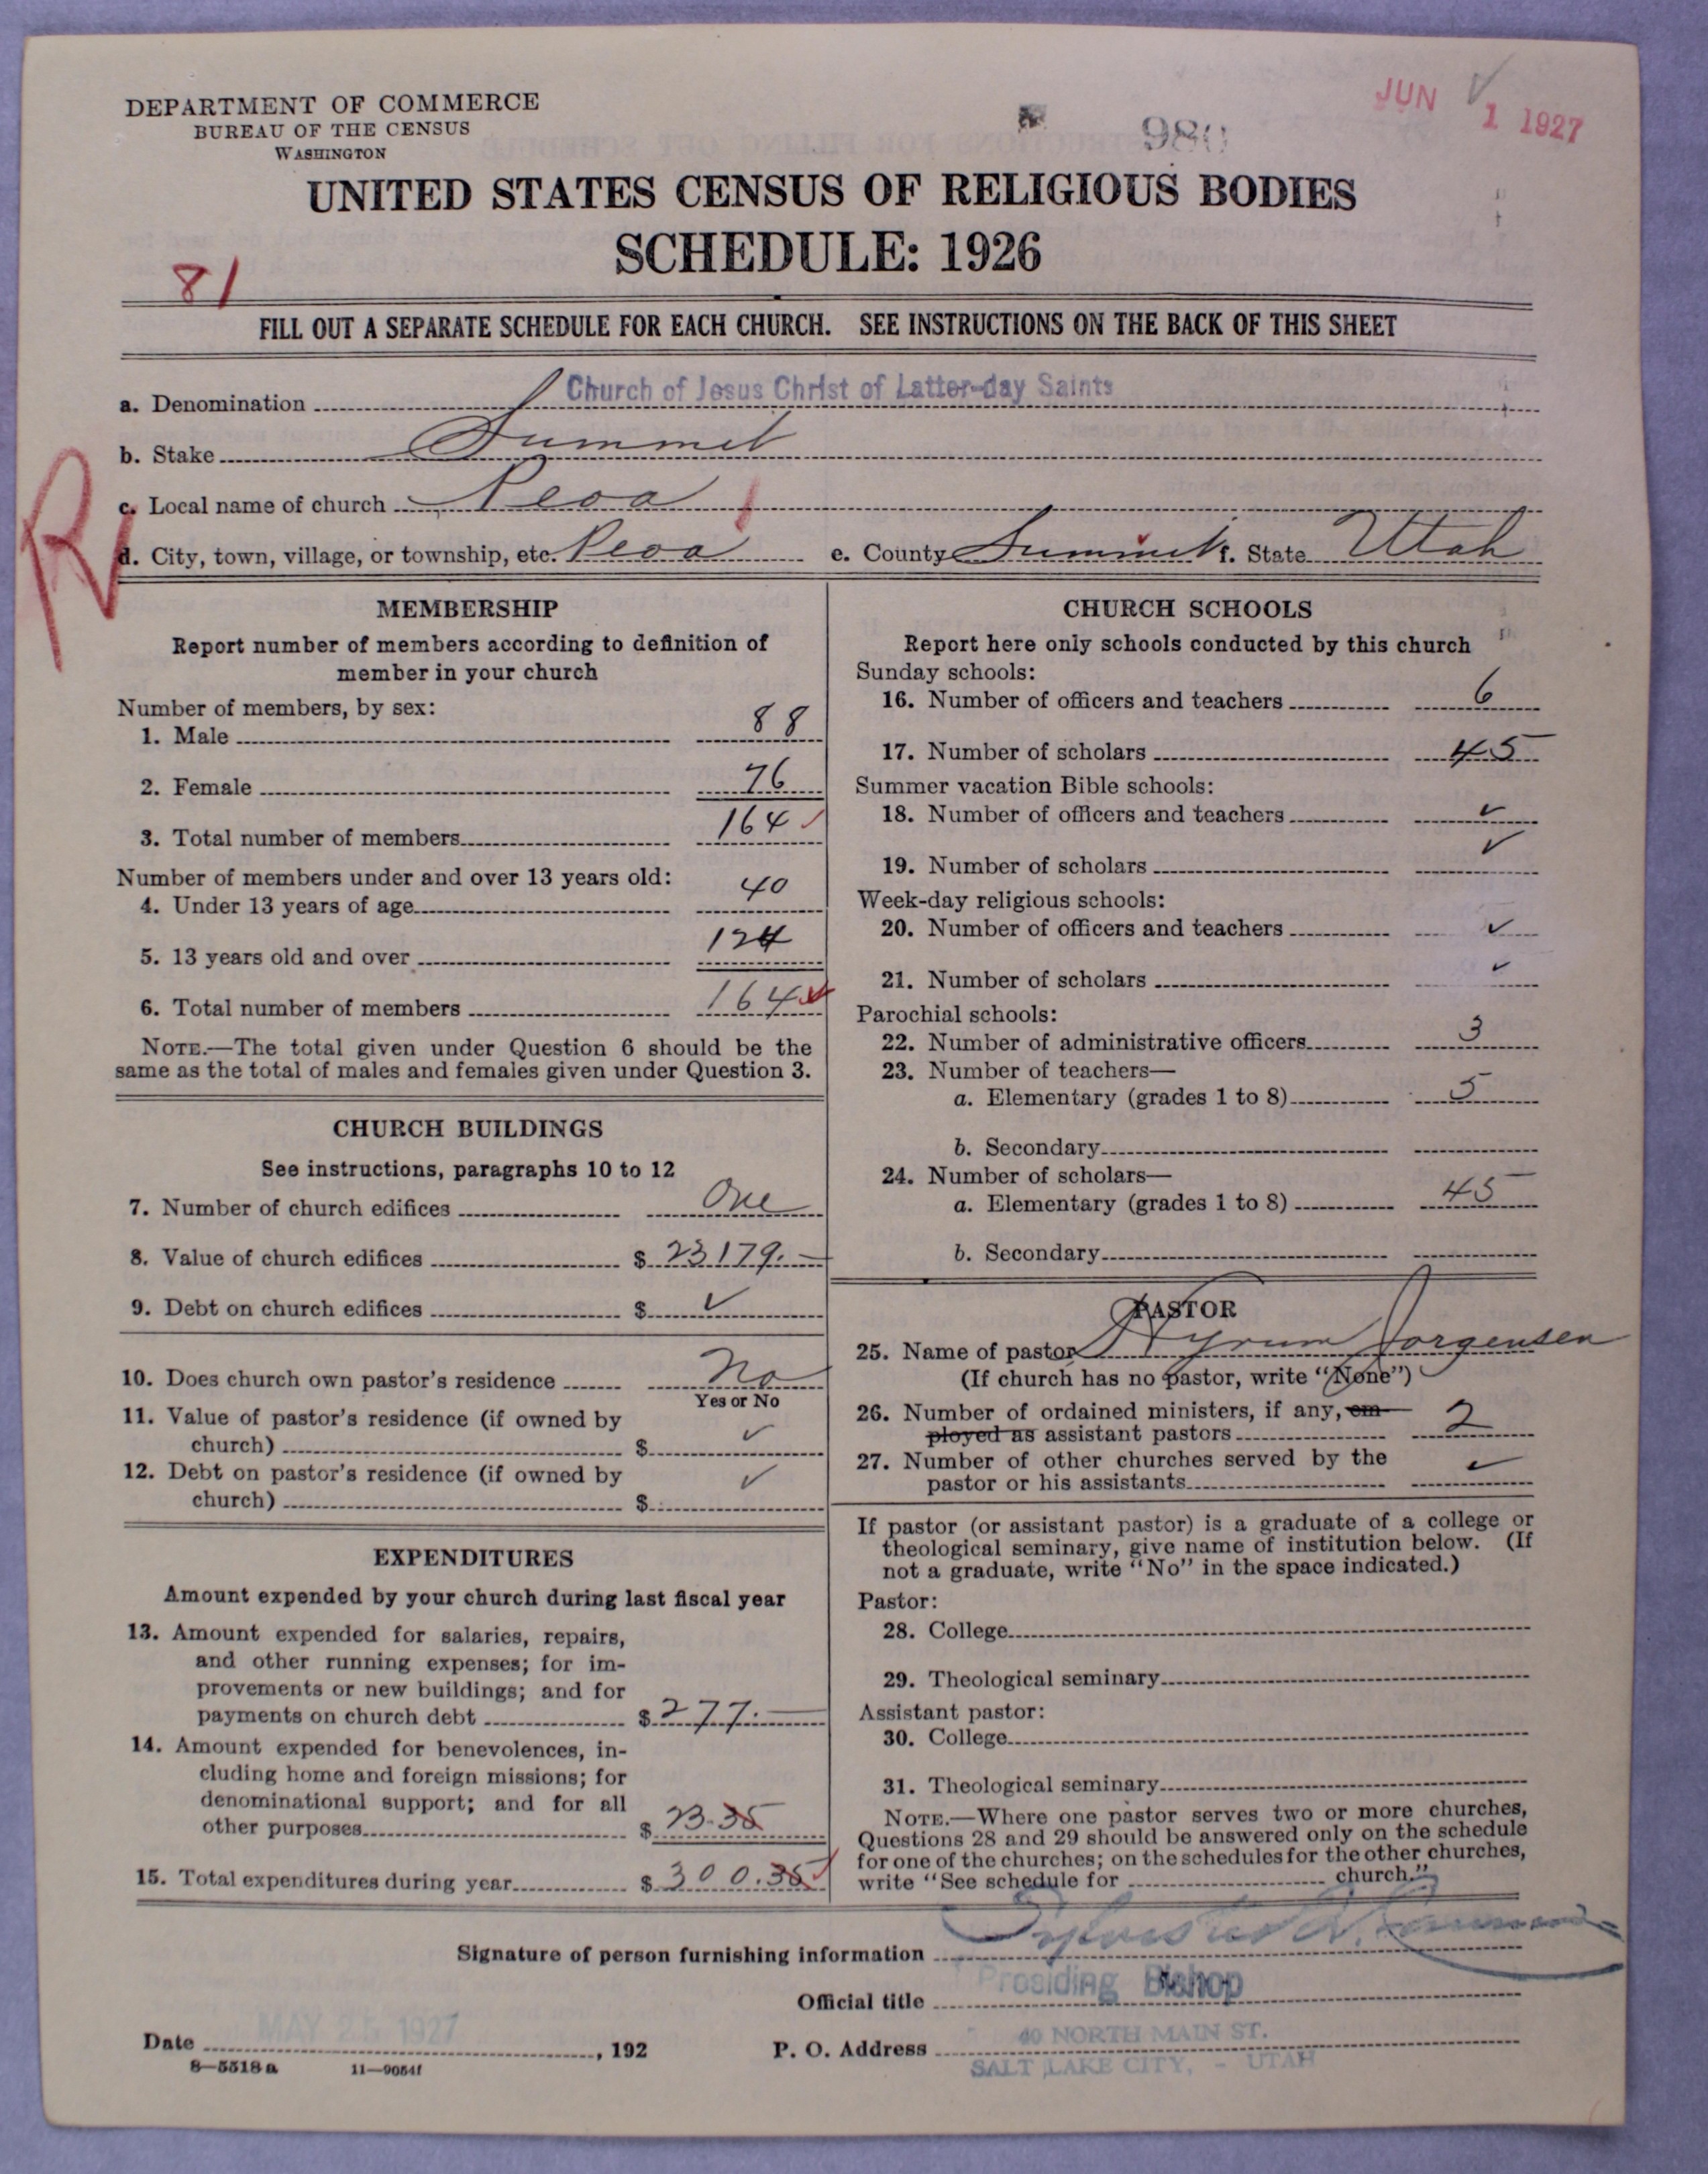 JUN 1 1927
DEPARTMENT OF COMMERCE
BUREAU OF THE CENSUS
WASHINGTON
980
UNITED STATES CENSUS OF RELIGIOUS BODIES
SCHEDULE: 1926
81
FILL OUT A SEPARATE SCHEDULE FOR EACH CHURCH. SEE INSTRUCTIONS ON THE BACK OF THIS SHEET
a. Denomination Church of Jesus Christ of Latter-day Saints
b. Stake Summit
c. Local name of church Peoa
d. City, town, village, or township, etc. Peoa e. County Summit f. State Utah
MEMBERSHIP
Report number of members according to definition of
member in your church
Number of members, by sex:
1. Male 88
2. Female 76
3. Total number of members 164 ✓
Number of members under and over 13 years old:
4. Under 13 years of age 40
5. 13 years old and over 124
6. Total number of members 164 ✓
NOTE.—The total given under Question 6 should be the
same as the total of males and females given under Question 3.
CHURCH BUILDINGS
See instructions, paragraphs 10 to 12
7. Number of church edifices One
8. Value of church edifices $ 23179.—
9. Debt on church edifices $ ✓
10. Does church own pastor's residence No
Yes or No
11. Value of pastor's residence (if owned by
church) $ ✓
12. Debt on pastor's residence (if owned by
church) $ ✓
EXPENDITURES
Amount expended by your church during last fiscal year
13. Amount expended for salaries, repairs,
and other running expenses; for im-
provements or new buildings; and for
payments on church debt $ 277.—
14. Amount expended for benevolences, in-
cluding home and foreign missions; for
denominational support; and for all
other purposes $ 23.35
15. Total expenditures during year $ 300.35 ✓
CHURCH SCHOOLS
Report here only schools conducted by this church
Sunday schools:
16. Number of officers and teachers 6
17. Number of scholars 45
Summer vacation Bible schools:
18. Number of officers and teachers ✓
19. Number of scholars ✓
Week-day religious schools:
20. Number of officers and teachers ✓
21. Number of scholars ✓
Parochial schools:
22. Number of administrative officers 3
23. Number of teachers—
a. Elementary (grades 1 to 8) 5
b. Secondary
24. Number of scholars—
a. Elementary (grades 1 to 8) 45
b. Secondary
PASTOR
25. Name of pastor Hyrum Jorgensen
(If church has no pastor, write "None")
26. Number of ordained ministers, if any, em-
ployed as assistant pastors 2
27. Number of other churches served by the
pastor or his assistants ✓
If pastor (or assistant pastor) is a graduate of a college or
theological seminary, give name of institution below. (If
not a graduate, write "No" in the space indicated.)
Pastor:
28. College
29. Theological seminary
Assistant pastor:
30. College
31. Theological seminary
NOTE.—Where one pastor serves two or more churches,
Questions 28 and 29 should be answered only on the schedule
for one of the churches; on the schedules for the other churches,
write "See schedule for church."
Signature of person furnishing information Sylvester Q. Cannon
Official title Presiding Bishop
Date MAY 25 1927, 192
P. O. Address 40 NORTH MAIN ST.
SALT LAKE CITY, - UTAH
8—5518 a 11—9054f